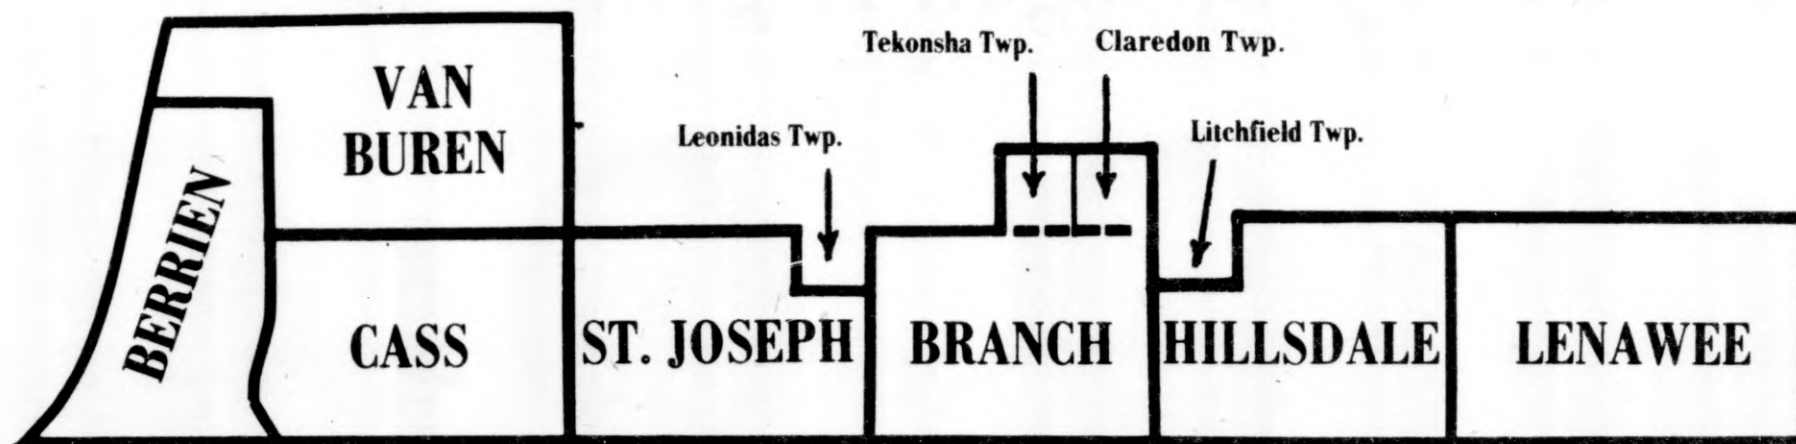 Tekonsha Twp.
Claredon Twp.
VAN
BUREN
Leonidas Twp.
Litchfield Twp.
BERRIEN
CASS
ST. JOSEPH
BRANCH
HILLSDALE
LENAWEE